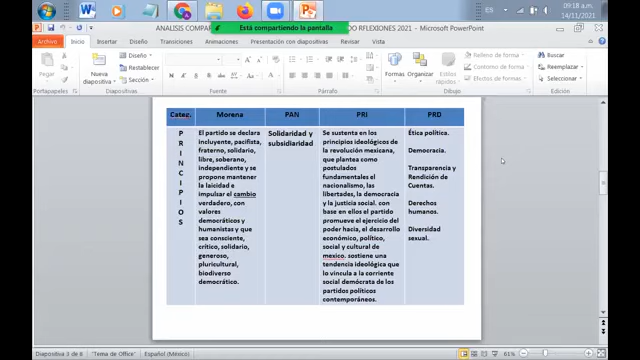 09:18 a.m.
14/11/2021
ES
ANALISIS COMPA
Está compartiendo la pantalla
DO RFLEXIONES 2021 - Microsoft PowerPoint
Archivo Inicio Insertar Diseño Transiciones Animaciones Presentación con diapositivas Revisar Vista
Pegar
Nueva diapositiva
Diseño
Restablecer
Sección
Formas Organizar Estilos rápidos
Relleno de forma
Contorno de forma
Efectos de formas
Buscar
Reemplazar
Seleccionar
Portapapeles
Diapositivas
Fuente
Párrafo
Dibujo
Edición
Categ. Morena PAN PRI PRD
P
R
I
N
C
I
P
I
O
S
El partido se declara
incluyente, pacifista,
fraterno, solidario,
libre, soberano,
independiente y se
propone mantener
la laicidad e
impulsar el cambio
verdadero, con
valores
democráticos y
humanistas y que
sea consciente,
crítico, solidario,
generoso,
pluricultural,
biodiverso
democrático.
Solidaridad y
subsidiaridad
Se sustenta en los
principios ideológicos de
la revolución mexicana,
que plantea como
postulados
fundamentales el
nacionalismo, las
libertades, la democracia
y la justicia social. con
base en ellos el partido
promueve el ejercicio del
poder hacia, el desarrollo
económico, político,
social y cultural de
mexico. sostiene una
tendencia ideológica que
lo vincula a la corriente
social demócrata de los
partidos políticos
contemporáneos.
Ética política.
Democracia.
Transparencia y
Rendición de
Cuentas.
Derechos
humanos.
Diversidad
sexual.
Diapositiva 3 de 8 "Tema de Office" Español (México) 61%